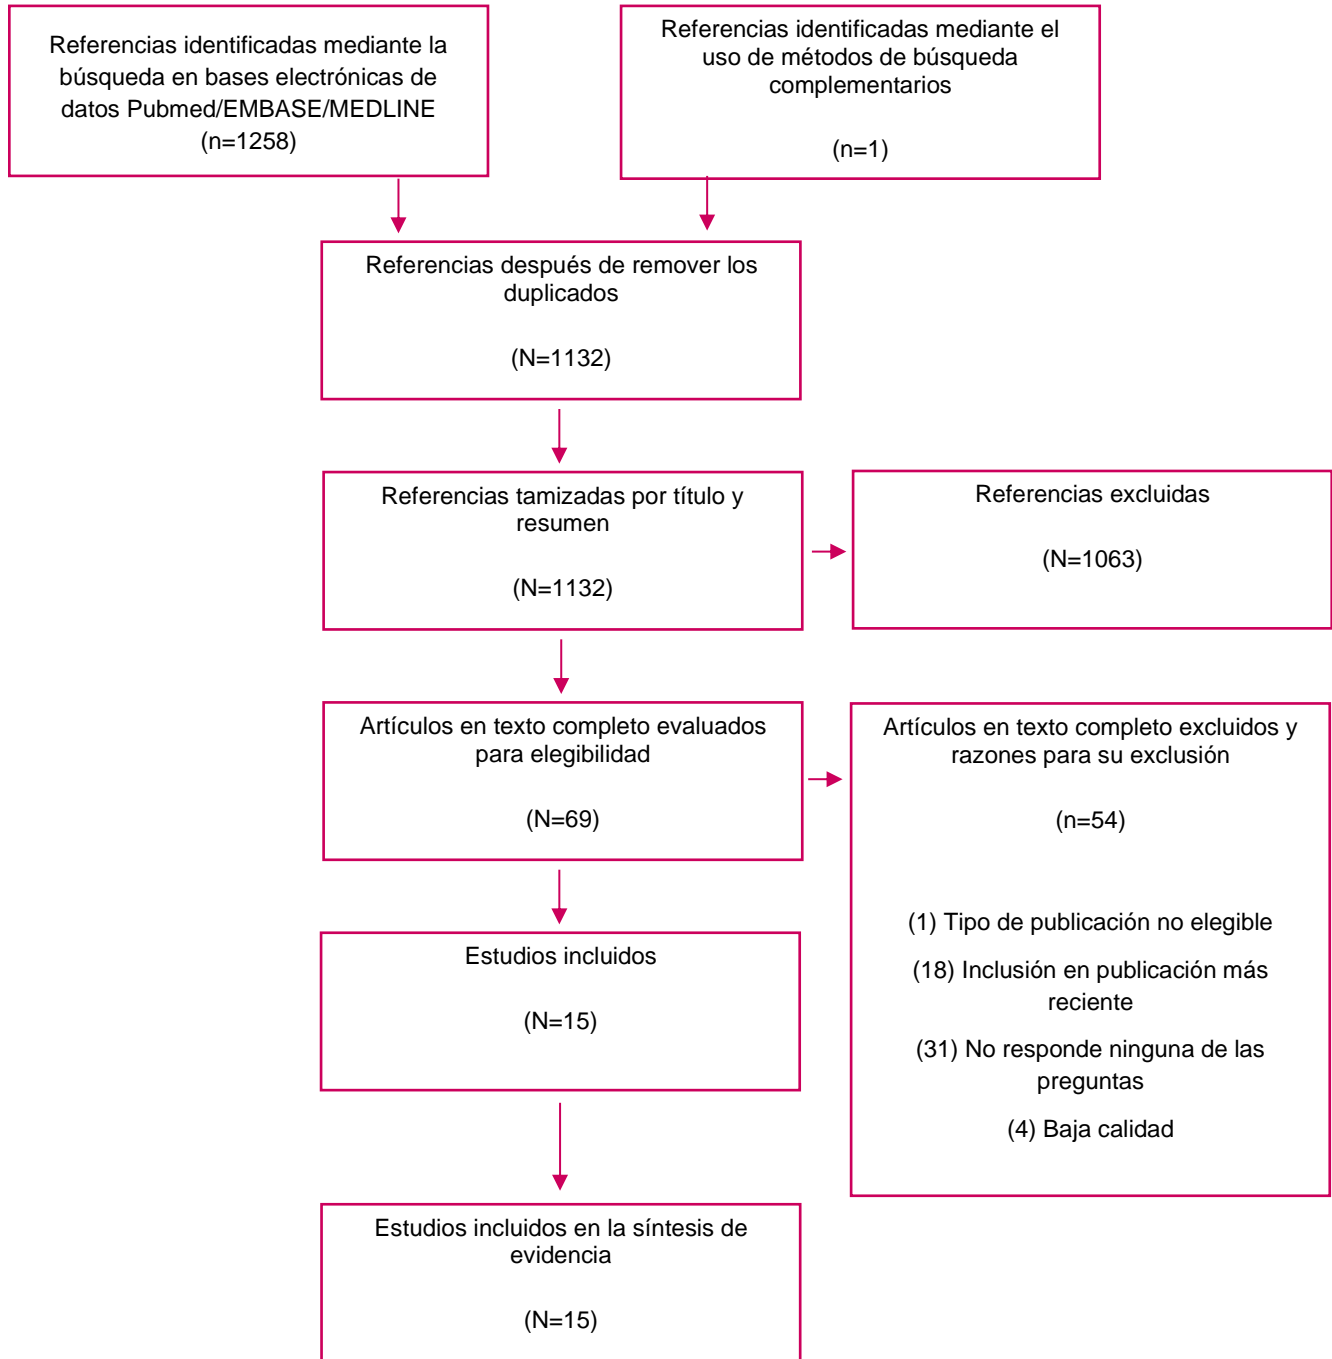 Referencias identificadas mediante la
búsqueda en bases electrónicas de
datos Pubmed/EMBASE/MEDLINE
(n=1258)
Referencias identificadas mediante el
uso de métodos de búsqueda
complementarios
(n=1)
Referencias después de remover los
duplicados
(N=1132)
Referencias tamizadas por título y
resumen
(N=1132)
Referencias excluidas
(N=1063)
Artículos en texto completo evaluados
para elegibilidad
(N=69)
Artículos en texto completo excluidos y
razones para su exclusión
(n=54)
(1) Tipo de publicación no elegible
(18) Inclusión en publicación más
reciente
(31) No responde ninguna de las
preguntas
(4) Baja calidad
Estudios incluidos
(N=15)
Estudios incluidos en la síntesis de
evidencia
(N=15)